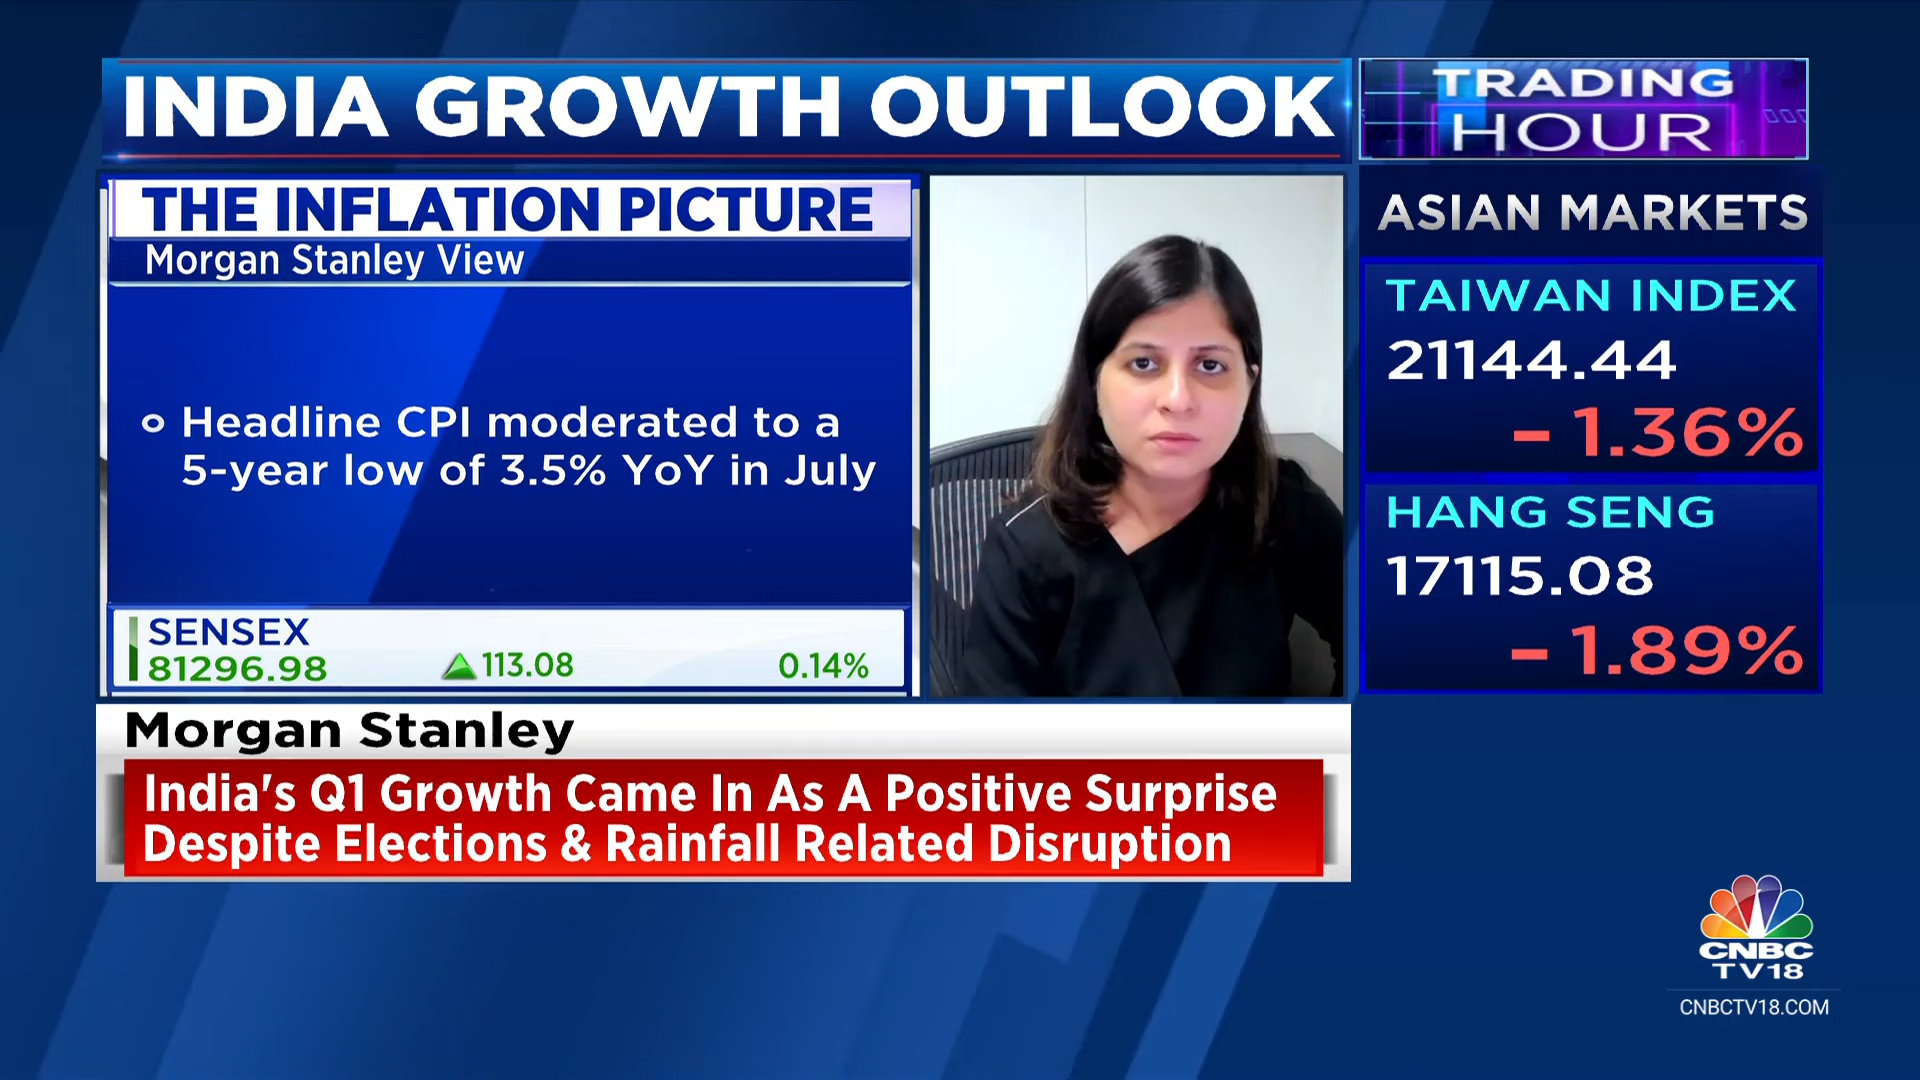 INDIA GROWTH OUTLOOK
TRADING
HOUR
THE INFLATION PICTURE
Morgan Stanley View
Headline CPI moderated to a
5-year low of 3.5% YoY in July
SENSEX
81296.98 113.08 0.14%
ASIAN MARKETS
TAIWAN INDEX
21144.44
– 1.36%
HANG SENG
17115.08
– 1.89%
Morgan Stanley
India's Q1 Growth Came In As A Positive Surprise
Despite Elections & Rainfall Related Disruption
CNBC
TV18
CNBCTV18.COM